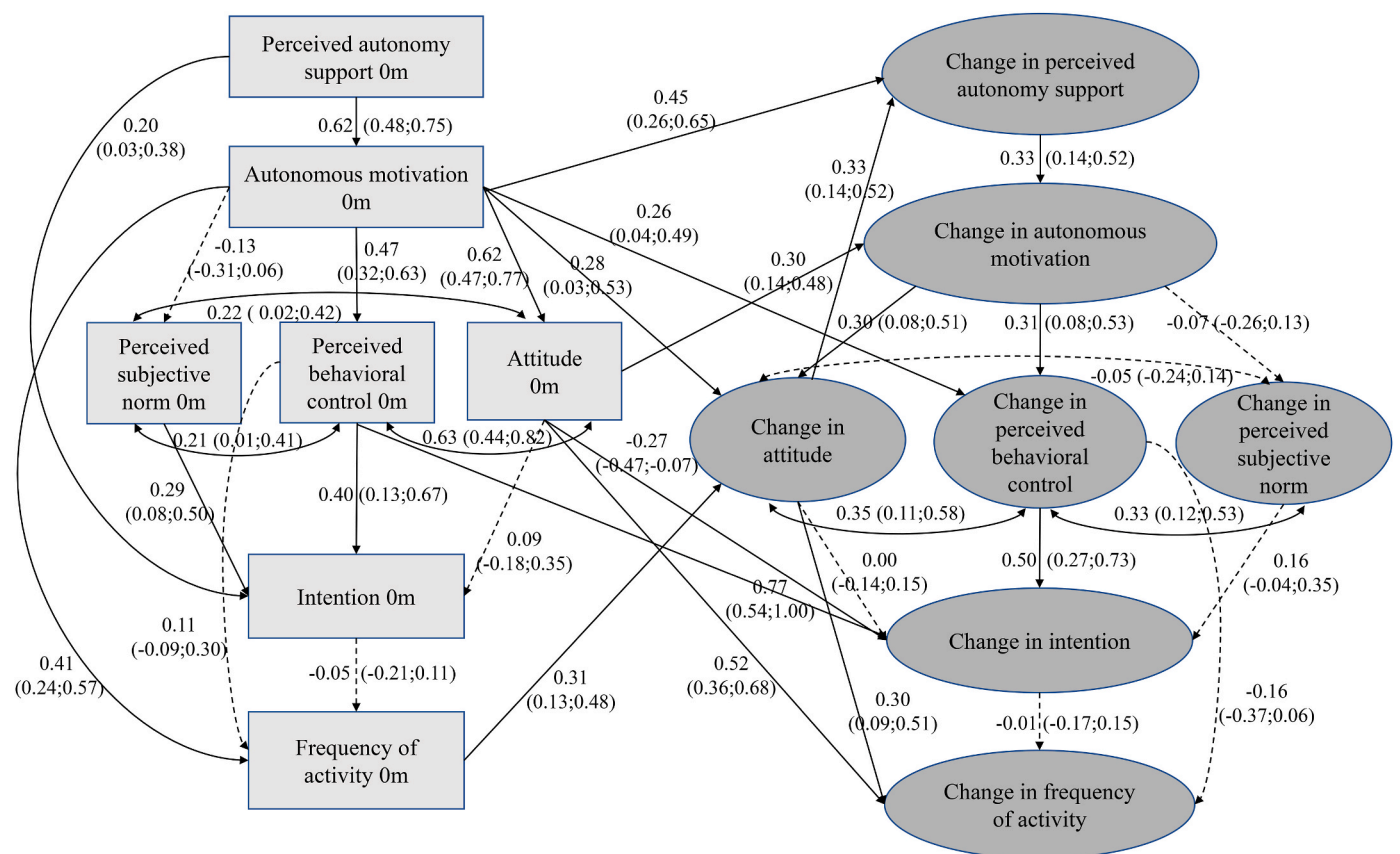 Perceived autonomy
support 0m
Change in perceived
autonomy support
0.20
(0.03;0.38)
0.62 (0.48;0.75)
0.45
(0.26;0.65)
0.33
(0.14;0.52)
0.33 (0.14;0.52)
Autonomous motivation
0m
Change in autonomous
motivation
-0.13
(-0.31;0.06)
0.47
(0.32;0.63)
0.62
(0.47;0.77)
0.28
(0.03;0.53)
0.26
(0.04;0.49)
0.30
(0.14;0.48)
0.22 ( 0.02;0.42)
0.30 (0.08;0.51)
0.31 (0.08;0.53)
-0.07 (-0.26;0.13)
Perceived
subjective
norm 0m
Perceived
behavioral
control 0m
Attitude
0m
-0.05 (-0.24;0.14)
Change in
attitude
Change in
perceived
behavioral
control
Change in
perceived
subjective
norm
0.21 (0.01;0.41)
0.63 (0.44;0.82)
-0.27
(-0.47;-0.07)
0.29
(0.08;0.50)
0.40 (0.13;0.67)
0.09
(-0.18;0.35)
0.35 (0.11;0.58)
0.33 (0.12;0.53)
0.00
(-0.14;0.15)
0.50 (0.27;0.73)
0.16
(-0.04;0.35)
Intention 0m
0.77
(0.54;1.00)
Change in intention
0.41
(0.24;0.57)
0.11
(-0.09;0.30)
-0.05 (-0.21;0.11)
0.31
(0.13;0.48)
0.52
(0.36;0.68)
0.30
(0.09;0.51)
-0.01 (-0.17;0.15)
-0.16
(-0.37;0.06)
Frequency of
activity 0m
Change in frequency
of activity